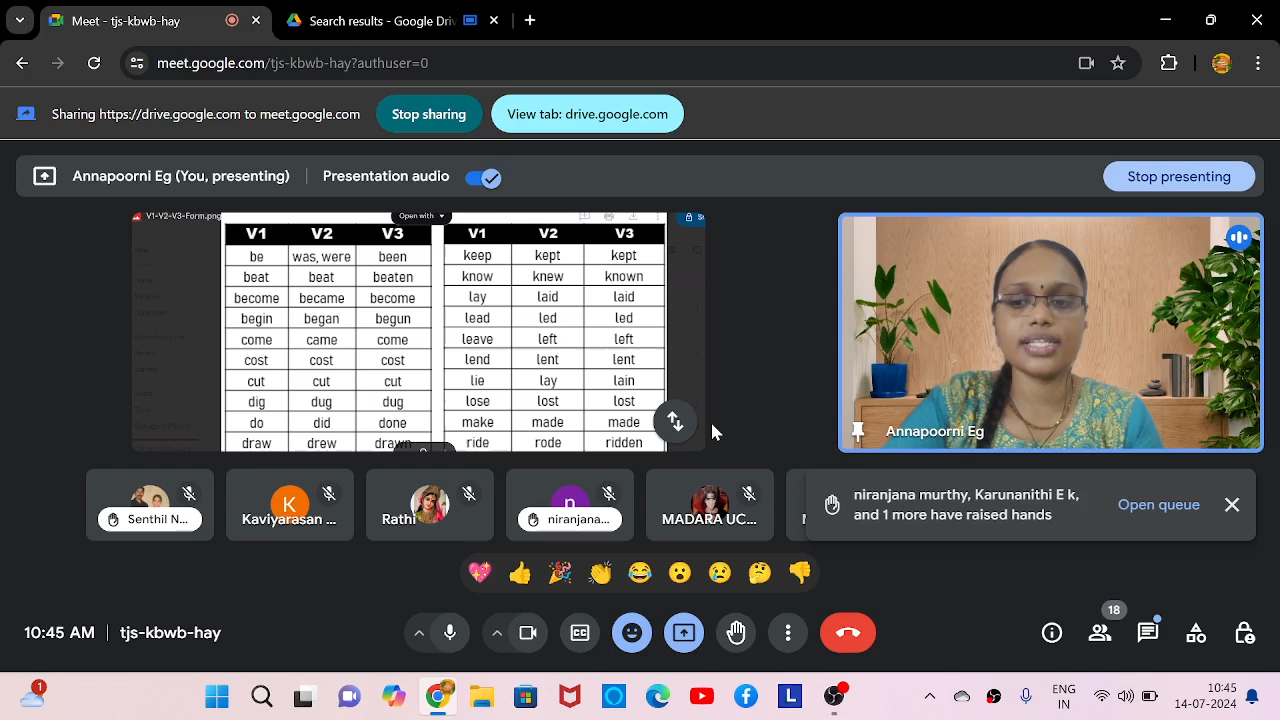 Meet - tjs-kbwb-hay
Search results - Google Driv
meet.google.com/tjs-kbwb-hay?authuser=0
Sharing https://drive.google.com to meet.google.com
Stop sharing
View tab: drive.google.com
Annapoorni Eg (You, presenting)
Presentation audio
Stop presenting
V1-V2-V3-Form.png
Open with
V1 V2 V3 V1 V2 V3
be was, were been keep kept kept
beat beat beaten know knew known
become became become lay laid laid
begin began begun lead led led
come came come leave left left
cost cost cost lend lent lent
cut cut cut lie lay lain
dig dug dug lose lost lost
do did done make made made
draw drew drawn ride rode ridden
Annapoorni Eg
Senthil N...
K
Kaviyarasan ...
Rathi
n
niranjana...
MADARA UC...
niranjana murthy, Karunanithi E k,
and 1 more have raised hands
Open queue
10:45 AM
tjs-kbwb-hay
18
1
L
ENG
IN
10:45
14-07-2024